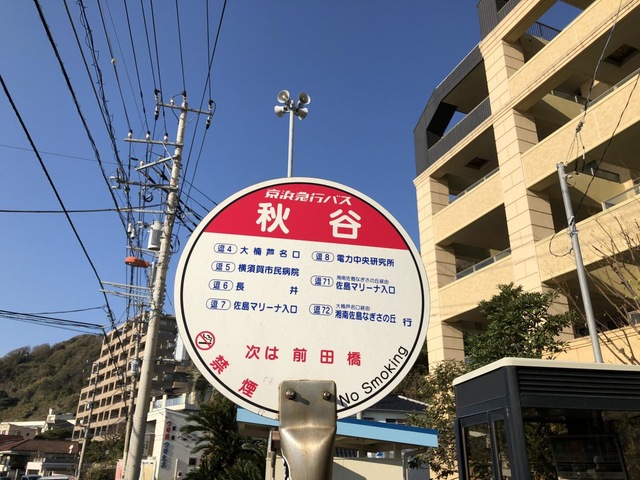 京浜急行バス
秋谷
逗4 大楠芦名口
逗5 横須賀市民病院
逗6 長井
逗7 佐島マリーナ入口
逗8 電力中央研究所
湘南佐島なぎさの丘経由
逗71 佐島マリーナ入口
大楠芦名口経由
逗72 湘南佐島なぎさの丘 行
次は 前田橋
禁煙
No Smoking